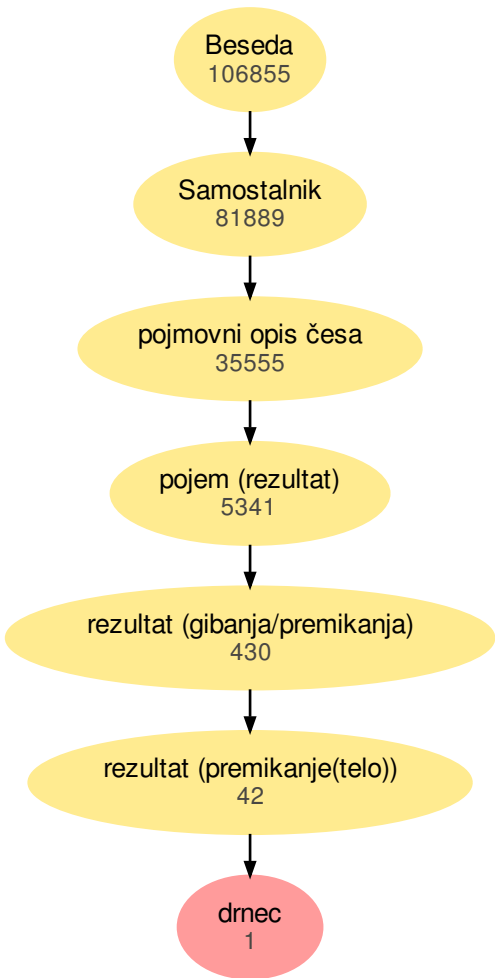 Beseda
106855
Samostalnik
81889
pojmovni opis česa
35555
pojem (rezultat)
5341
rezultat (gibanja/premikanja)
430
rezultat (premikanje(telo))
42
drnec
1